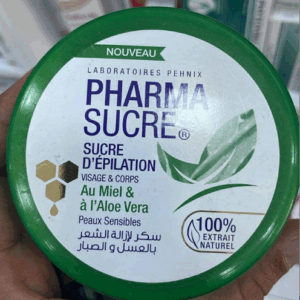 NOUVEAU
LABORATOIRES PEHNIX
PHARMA
SUCRE®
SUCRE
D'ÉPILATION
VISAGE & CORPS
Au Miel &
à l'Aloe Vera
Peaux Sensibles
سكر لإزالة الشعر
بالعسل و الصبار
100%
EXTRAIT
NATUREL